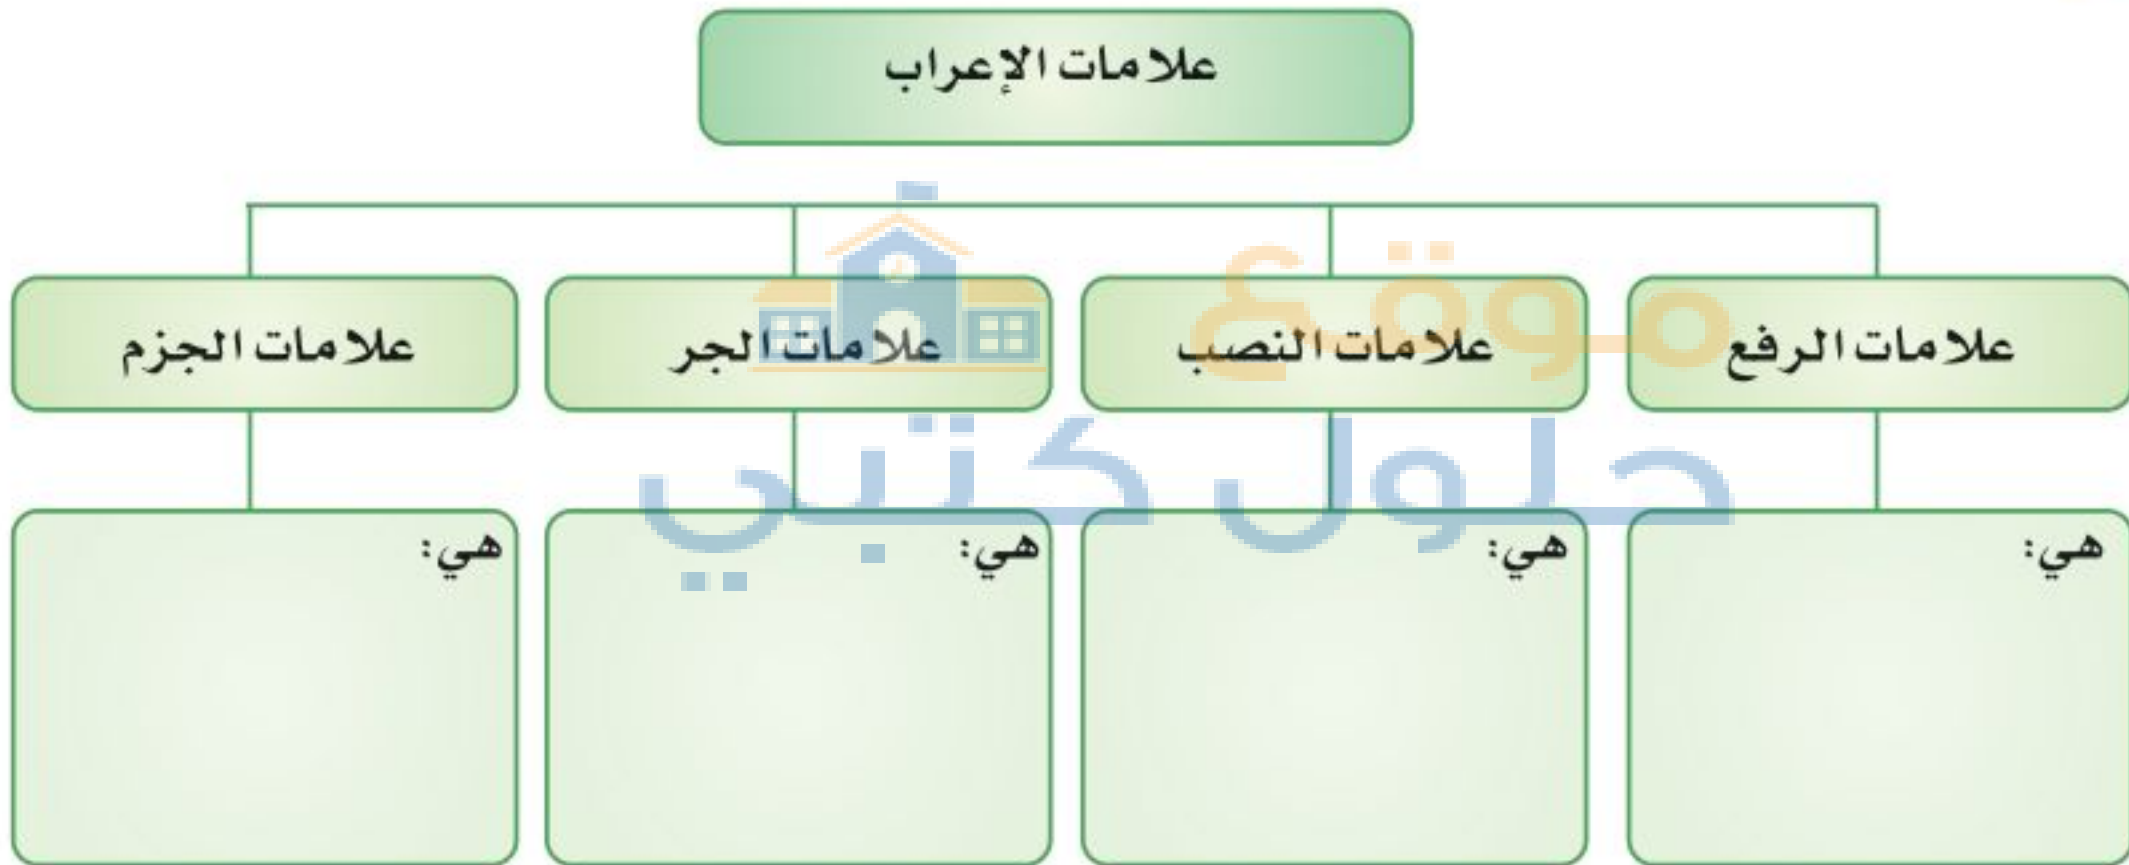 علامات الإعراب
علامات الرفع
علامات النصب
علامات الجر
علامات الجزم
هي:
هي:
هي:
هي:
موقع
حلول كتبي